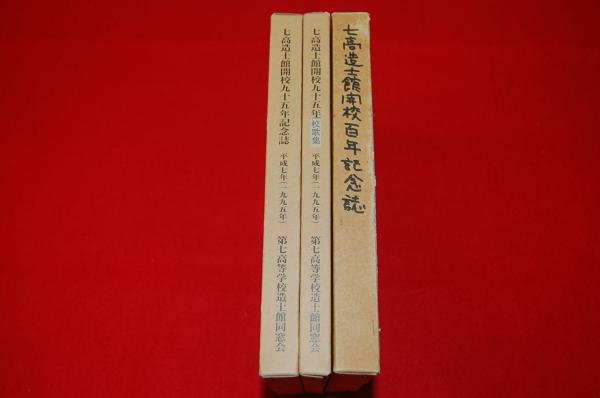 七高造士館開校九十五年記念誌　平成七年(一九九五年)　第七高等学校造士館同窓会
七高造士館開校九十五年校歌集　平成七年(一九九五年)　第七高等学校造士館同窓会
七高造士館開校百年記念誌